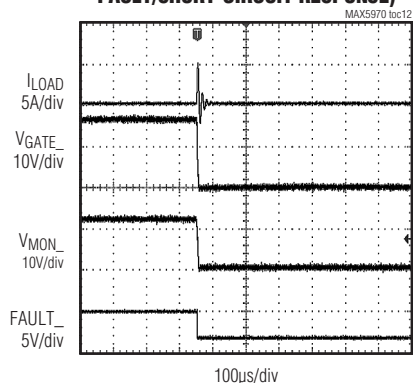 FAULT/SHORT-CIRCUIT RESPONSE)
MAX5970 toc12
ILOAD
5A/div
VGATE_
10V/div
VMON_
10V/div
FAULT_
5V/div
100µs/div